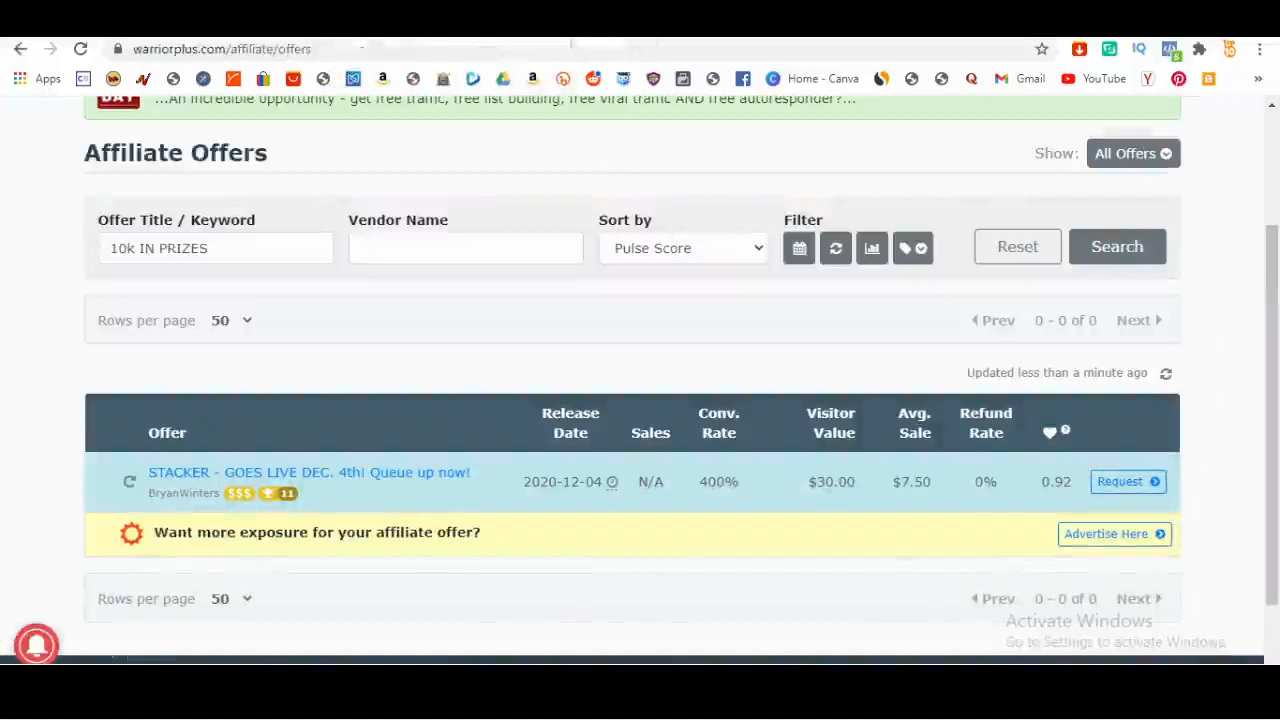 warriorplus.com/affiliate/offers
Apps
Home - Canva
Gmail
YouTube
»
DAY ...An incredible opportunity - get free traffic, free list building, free viral traffic AND free autoresponder?...
Affiliate Offers
Show: All Offers
Offer Title / Keyword Vendor Name Sort by Filter
10k IN PRIZES Pulse Score Reset Search
Rows per page 50 Prev 0 - 0 of 0 Next
Updated less than a minute ago
Offer Release Date Sales Conv. Rate Visitor Value Avg. Sale Refund Rate
STACKER - GOES LIVE DEC. 4th! Queue up now! 2020-12-04 N/A 400% $30.00 $7.50 0% 0.92 Request
BryanWinters $$$ 11
Want more exposure for your affiliate offer? Advertise Here
Rows per page 50 Prev 0 - 0 of 0 Next
Activate Windows
Go to Settings to activate Windows.